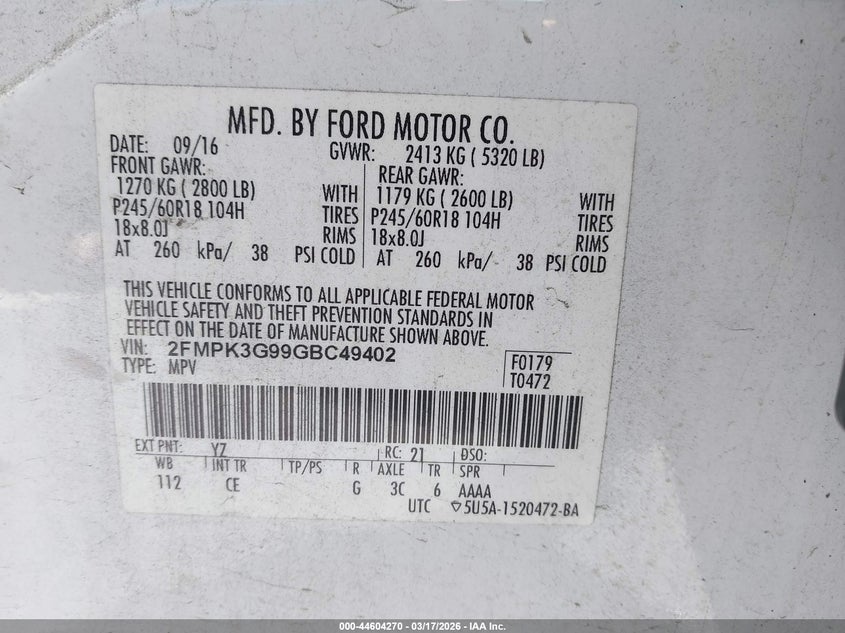 MFD. BY FORD MOTOR CO.
DATE: 09/16 GVWR: 2413 KG ( 5320 LB)
FRONT GAWR: REAR GAWR:
1270 KG ( 2800 LB) WITH 1179 KG ( 2600 LB) WITH
P245/60R18 104H TIRES P245/60R18 104H TIRES
18x8.0J RIMS 18x8.0J RIMS
AT 260 kPa/ 38 PSI COLD AT 260 kPa/ 38 PSI COLD
THIS VEHICLE CONFORMS TO ALL APPLICABLE FEDERAL MOTOR
VEHICLE SAFETY AND THEFT PREVENTION STANDARDS IN
EFFECT ON THE DATE OF MANUFACTURE SHOWN ABOVE.
VIN: 2FMPK3G99GBC49402
TYPE: MPV
F0179
T0472
EXT PNT: YZ RC: 21 DSO:
WB INT TR TP/PS R AXLE TR SPR
112 CE G 3C 6 AAAA
UTC ▽5U5A-1520472-BA
000-44604270 - 03/17/2026 - IAA Inc.